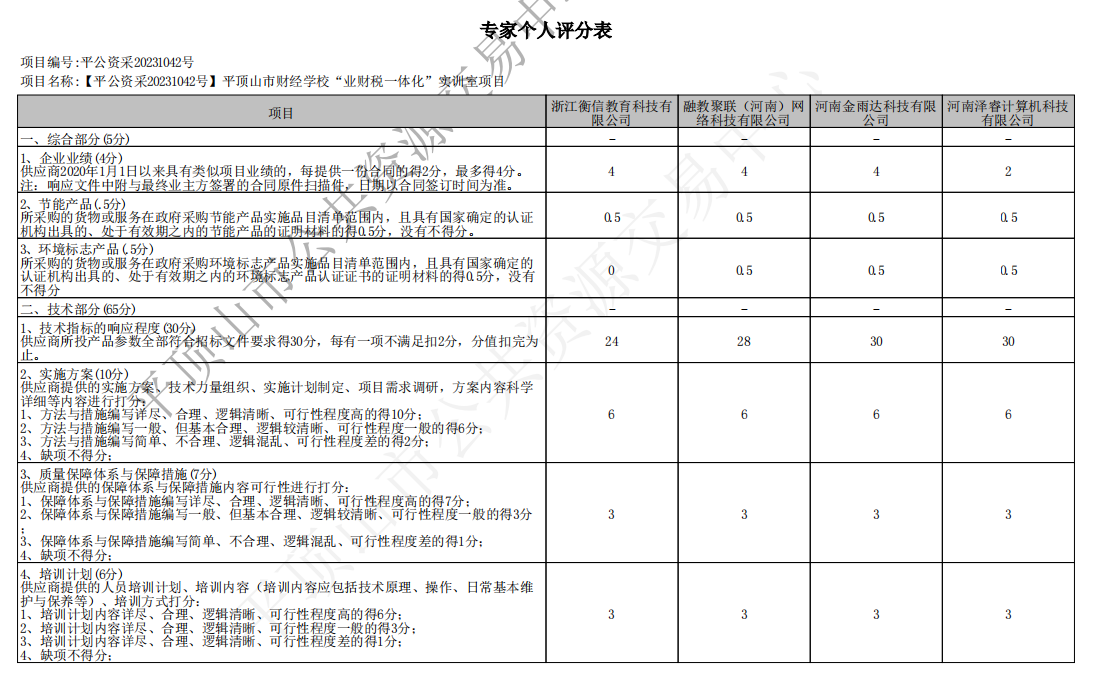 专家个人评分表
项目编号:平公资采20231042号
项目名称:【平公资采20231042号】平顶山市财经学校“业财税一体化”实训室项目
项目
浙江衡信教育科技有
限公司
融教聚联（河南）网
络科技有限公司
河南金雨达科技有限
公司
河南泽睿计算机科技
有限公司
一、综合部分(5分) – – – –
1、企业业绩(4分)
供应商2020年1月1日以来具有类似项目业绩的，每提供一份合同的得2分，最多得4分。
注：响应文件中附与最终业主方签署的合同原件扫描件，日期以合同签订时间为准。
4 4 4 2
2、节能产品(.5分)
所采购的货物或服务在政府采购节能产品实施品目清单范围内，且具有国家确定的认证
机构出具的、处于有效期之内的节能产品的证明材料的得0.5分，没有不得分。
0.5 0.5 0.5 0.5
3、环境标志产品(.5分)
所采购的货物或服务在政府采购环境标志产品实施品目清单范围内，且具有国家确定的
认证机构出具的、处于有效期之内的环境标志产品认证证书的证明材料的得0.5分，没有
不得分
0 0.5 0.5 0.5
二、技术部分(65分) – – – –
1、技术指标的响应程度(30分)
供应商所投产品参数全部符合招标文件要求得30分，每有一项不满足扣2分，分值扣完为
止。
24 28 30 30
2、实施方案(10分)
供应商提供的实施方案、技术力量组织、实施计划制定、项目需求调研，方案内容科学
详细等内容进行打分：
1、方法与措施编写详尽、合理、逻辑清晰、可行性程度高的得10分；
2、方法与措施编写一般、但基本合理、逻辑较清晰、可行性程度一般的得6分；
3、方法与措施编写简单、不合理、逻辑混乱、可行性程度差的得2分；
4、缺项不得分；
6 6 6 6
3、质量保障体系与保障措施(7分)
供应商提供的保障体系与保障措施内容可行性进行打分：
1、保障体系与保障措施编写详尽、合理、逻辑清晰、可行性程度高的得7分；
2、保障体系与保障措施编写一般、但基本合理、逻辑较清晰、可行性程度一般的得3分
；
3、保障体系与保障措施编写简单、不合理、逻辑混乱、可行性程度差的得1分；
4、缺项不得分；
3 3 3 3
4、培训计划(6分)
供应商提供的人员培训计划、培训内容（培训内容应包括技术原理、操作、日常基本维
护与保养等）、培训方式打分：
1、培训计划内容详尽、合理、逻辑清晰、可行性程度高的得6分；
2、培训计划内容详尽、合理、逻辑清晰、可行性程度一般的得3分；
3、培训计划内容详尽、合理、逻辑清晰、可行性程度差的得1分；
4、缺项不得分；
3 3 3 3
平顶山市公共资源交易中
平顶山市公共资源交易中心